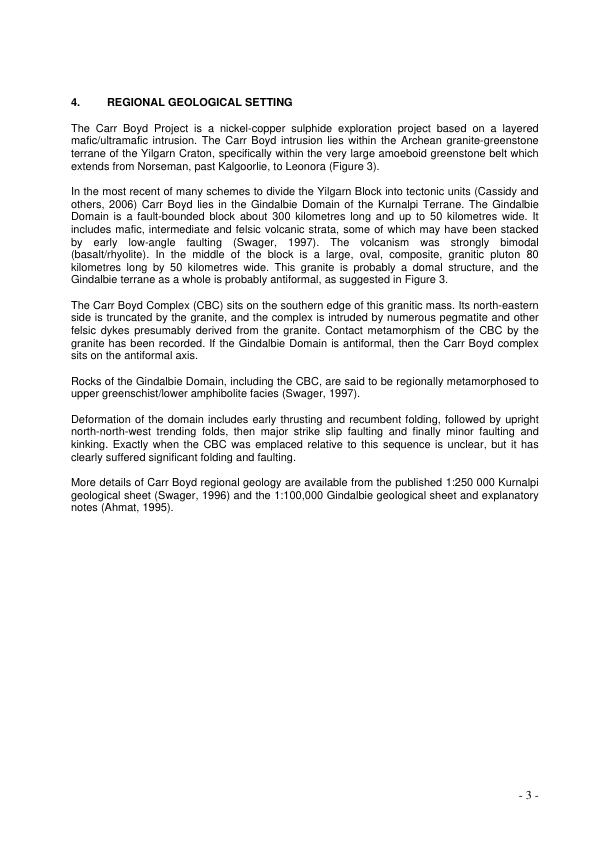 4. REGIONAL GEOLOGICAL SETTING
The Carr Boyd Project is a nickel-copper sulphide exploration project based on a layered
mafic/ultramafic intrusion. The Carr Boyd intrusion lies within the Archean granite-greenstone
terrane of the Yilgarn Craton, specifically within the very large amoeboid greenstone belt which
extends from Norseman, past Kalgoorlie, to Leonora (Figure 3).
In the most recent of many schemes to divide the Yilgarn Block into tectonic units (Cassidy and
others, 2006) Carr Boyd lies in the Gindalbie Domain of the Kurnalpi Terrane. The Gindalbie
Domain is a fault-bounded block about 300 kilometres long and up to 50 kilometres wide. It
includes mafic, intermediate and felsic volcanic strata, some of which may have been stacked
by early low-angle faulting (Swager, 1997). The volcanism was strongly bimodal
(basalt/rhyolite). In the middle of the block is a large, oval, composite, granitic pluton 80
kilometres long by 50 kilometres wide. This granite is probably a domal structure, and the
Gindalbie terrane as a whole is probably antiformal, as suggested in Figure 3.
The Carr Boyd Complex (CBC) sits on the southern edge of this granitic mass. Its north-eastern
side is truncated by the granite, and the complex is intruded by numerous pegmatite and other
felsic dykes presumably derived from the granite. Contact metamorphism of the CBC by the
granite has been recorded. If the Gindalbie Domain is antiformal, then the Carr Boyd complex
sits on the antiformal axis.
Rocks of the Gindalbie Domain, including the CBC, are said to be regionally metamorphosed to
upper greenschist/lower amphibolite facies (Swager, 1997).
Deformation of the domain includes early thrusting and recumbent folding, followed by upright
north-north-west trending folds, then major strike slip faulting and finally minor faulting and
kinking. Exactly when the CBC was emplaced relative to this sequence is unclear, but it has
clearly suffered significant folding and faulting.
More details of Carr Boyd regional geology are available from the published 1:250 000 Kurnalpi
geological sheet (Swager, 1996) and the 1:100,000 Gindalbie geological sheet and explanatory
notes (Ahmat, 1995).
- 3 -